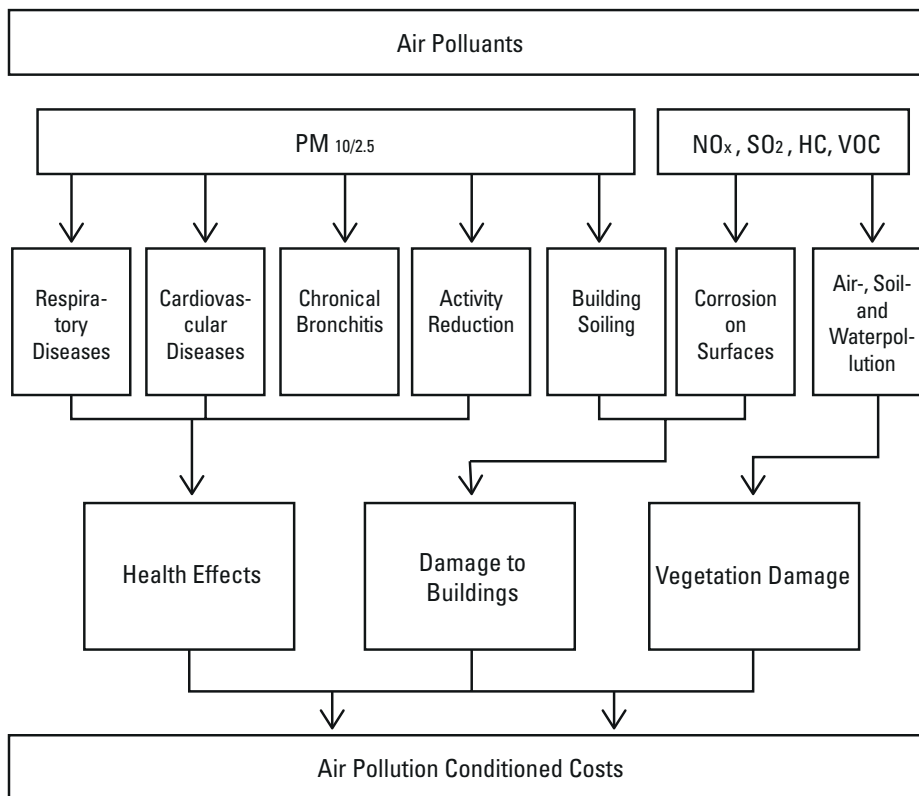 Air Polluants
PM 10/2.5
NOx , SO2 , HC, VOC
Respira-
tory
Diseases
Cardiovas-
cular
Diseases
Chronical
Bronchitis
Activity
Reduction
Building
Soiling
Corrosion
on
Surfaces
Air-, Soil-
and
Waterpol-
lution
Health Effects
Damage to
Buildings
Vegetation Damage
Air Pollution Conditioned Costs